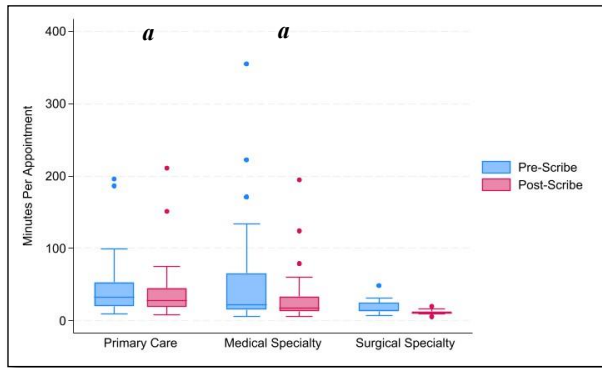 400
a
a
300
200
100
0
Minutes Per Appointment
Primary Care
Medical Specialty
Surgical Specialty
Pre-Scribe
Post-Scribe